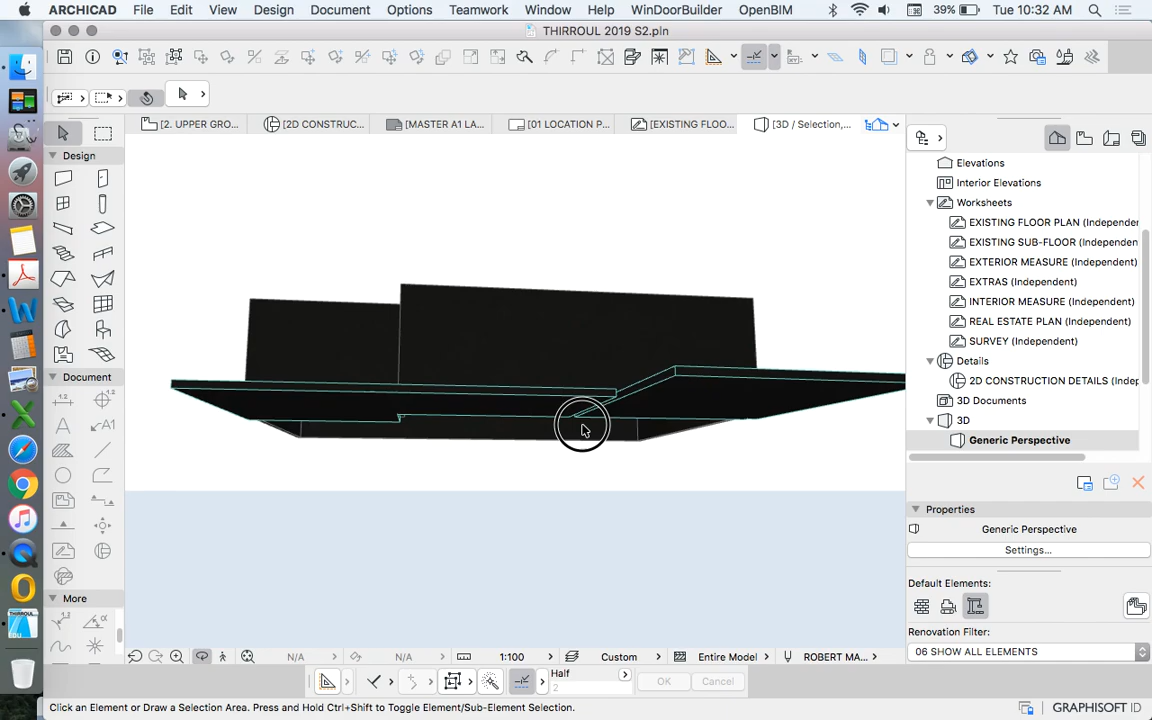 ARCHICAD File Edit View Design Document Options Teamwork Window Help WinDoorBuilder OpenBIM 39% Tue 10:32 AM
THIRROUL 2019 S2.pln
[2. UPPER GRO... [2D CONSTRUC... [MASTER A1 LA... [01 LOCATION P... [EXISTING FLOO... [3D / Selection,...
Design
Document
More
Elevations
Interior Elevations
Worksheets
EXISTING FLOOR PLAN (Independer
EXISTING SUB-FLOOR (Independent
EXTERIOR MEASURE (Independent)
EXTRAS (Independent)
INTERIOR MEASURE (Independent)
REAL ESTATE PLAN (Independent)
SURVEY (Independent)
Details
2D CONSTRUCTION DETAILS (Indep
3D Documents
3D
Generic Perspective
Properties
Generic Perspective
Settings...
Default Elements:
Renovation Filter:
06 SHOW ALL ELEMENTS
N/A N/A 1:100 Custom Entire Model ROBERT MA...
Half
2
OK Cancel
Click an Element or Draw a Selection Area. Press and Hold Ctrl+Shift to Toggle Element/Sub-Element Selection.
GRAPHISOFT ID